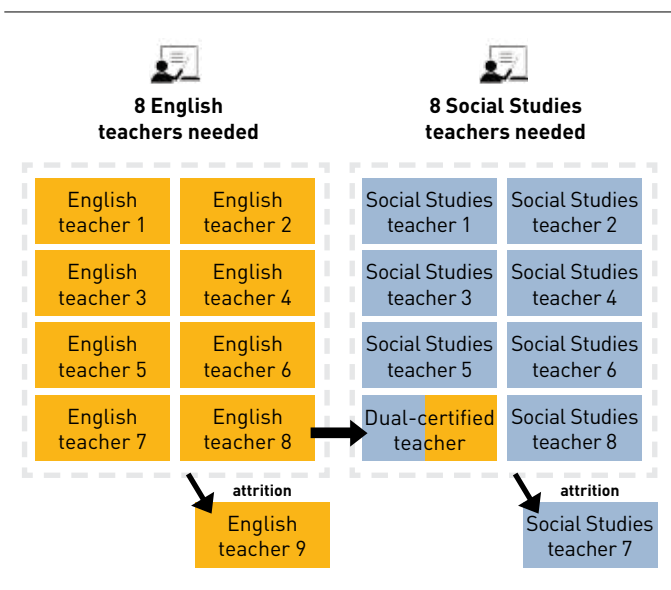 8 English
teachers needed
8 Social Studies
teachers needed
English
teacher 1
English
teacher 2
Social Studies
teacher 1
Social Studies
teacher 2
English
teacher 3
English
teacher 4
Social Studies
teacher 3
Social Studies
teacher 4
English
teacher 5
English
teacher 6
Social Studies
teacher 5
Social Studies
teacher 6
English
teacher 7
English
teacher 8
Dual-certified
teacher
Social Studies
teacher 8
attrition
English
teacher 9
attrition
Social Studies
teacher 7